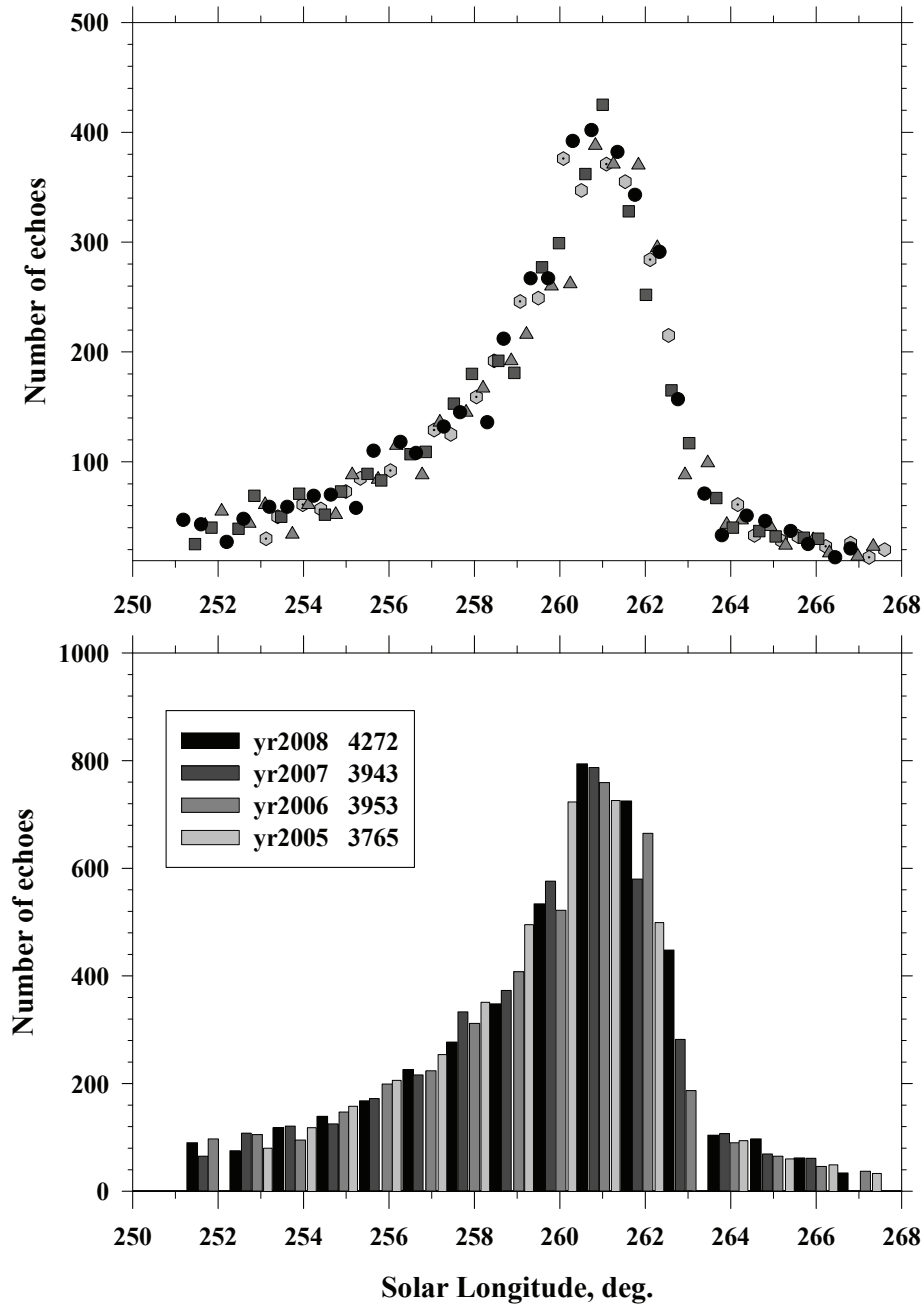 500
400
300
200
100
Number of echoes
250 252 254 256 258 260 262 264 266 268
1000
800
600
400
200
0
Number of echoes
yr2008 4272
yr2007 3943
yr2006 3953
yr2005 3765
250 252 254 256 258 260 262 264 266 268
Solar Longitude, deg.